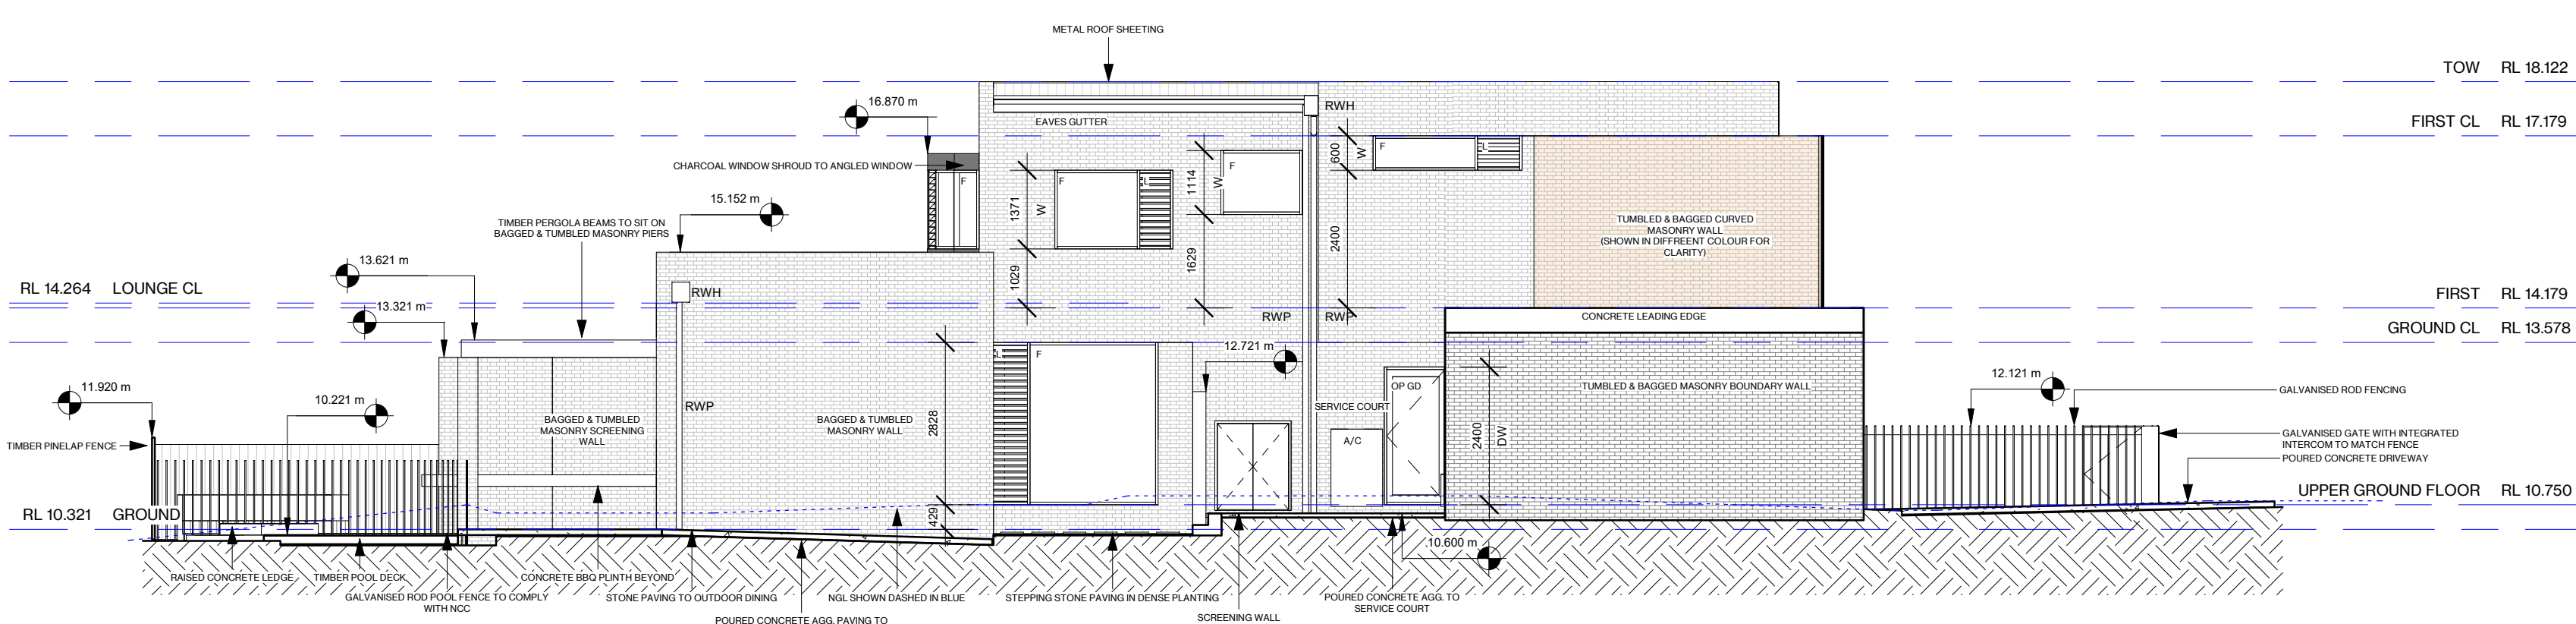 METAL ROOF SHEETING
TOW RL 18.122
16.870 m
RWH
EAVES GUTTER
FIRST CL RL 17.179
CHARCOAL WINDOW SHROUD TO ANGLED WINDOW
F
F
L
F
F
L
1371
W
1114
W
600
W
15.152 m
TIMBER PERGOLA BEAMS TO SIT ON
BAGGED & TUMBLED MASONRY PIERS
TUMBLED & BAGGED CURVED
MASONRY WALL
(SHOWN IN DIFFREENT COLOUR FOR
CLARITY)
1029
1629
2400
13.621 m
RL 14.264 LOUNGE CL
RWH
FIRST RL 14.179
13.321 m
RWP
RWP
CONCRETE LEADING EDGE
GROUND CL RL 13.578
12.721 m
L
F
11.920 m
10.221 m
RWP
OP GD
TUMBLED & BAGGED MASONRY BOUNDARY WALL
12.121 m
GALVANISED ROD FENCING
SERVICE COURT
BAGGED & TUMBLED
MASONRY SCREENING
WALL
BAGGED & TUMBLED
MASONRY WALL
2828
2400
DW
A/C
TIMBER PINELAP FENCE
GALVANISED GATE WITH INTEGRATED
INTERCOM TO MATCH FENCE
POURED CONCRETE DRIVEWAY
UPPER GROUND FLOOR RL 10.750
RL 10.321 GROUND
429
10.600 m
RAISED CONCRETE LEDGE
TIMBER POOL DECK
CONCRETE BBQ PLINTH BEYOND
GALVANISED ROD POOL FENCE TO COMPLY
WITH NCC
STONE PAVING TO OUTDOOR DINING
NGL SHOWN DASHED IN BLUE
STEPPING STONE PAVING IN DENSE PLANTING
POURED CONCRETE AGG. TO
SERVICE COURT
SCREENING WALL
POURED CONCRETE AGG. PAVING TO